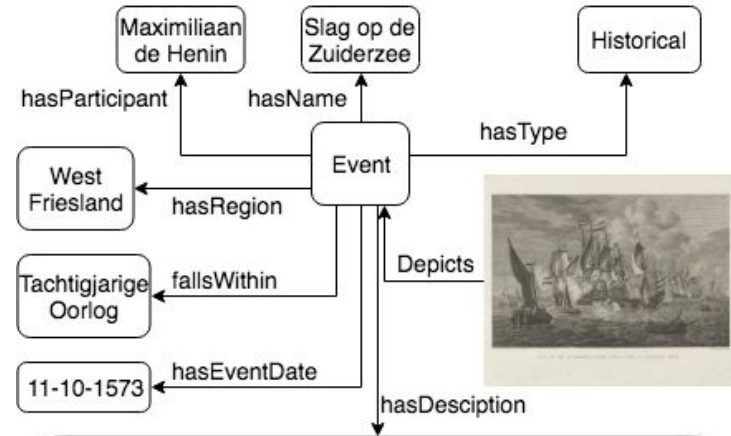 Maximiliaan
de Henin
Slag op de
Zuiderzee
Historical
hasParticipant
hasName
hasType
Event
West
Friesland
hasRegion
Depicts
Tachtigjarige
Oorlog
fallsWithin
11-10-1573
hasEventDate
hasDesciption